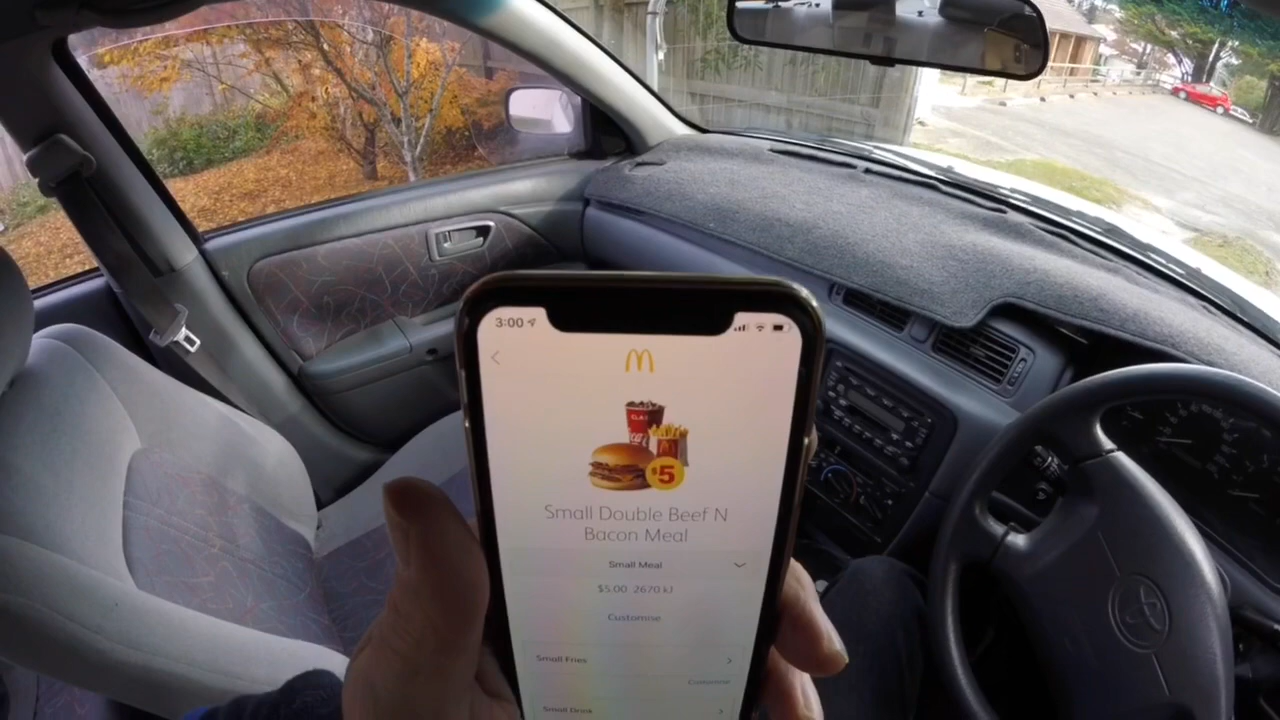 3:00
$5
Small Double Beef N
Bacon Meal
Small Meal
$5.00 2670 kJ
Customise
Small Fries
Customise
Small Drink